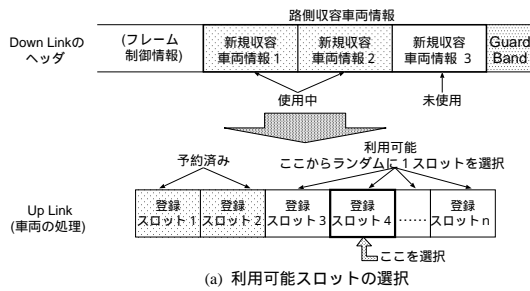 路側収容車両情報
Down Linkの
ヘッダ
(フレーム
制御情報)
新規収容
車両情報 1
新規収容
車両情報 2
新規収容
車両情報 3
Guard
Band
使用中
未使用
予約済み
利用可能
ここからランダムに1スロットを選択
Up Link
(車両の処理)
登録
スロット 1
登録
スロット 2
登録
スロット 3
登録
スロット 4
……
登録
スロット n
ここを選択
(a) 利用可能スロットの選択